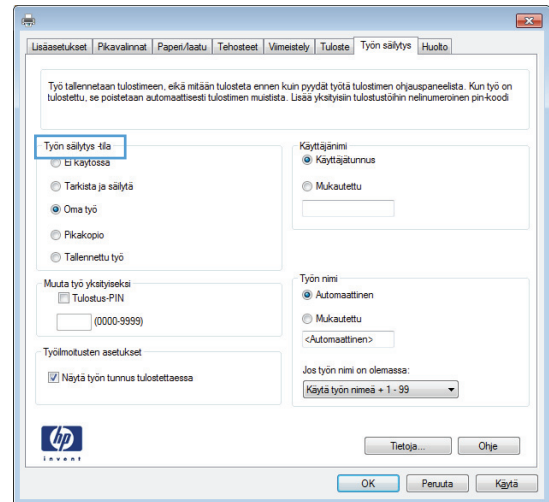 Lisäasetukset Pikavalinnat Paperi/laatu Tehosteet Viimeistely Tuloste Työn säilytys Huolto
Työ tallennetaan tulostimeen, eikä mitään tulosteta ennen kuin pyydät työtä tulostimen ohjauspaneelista. Kun työ on
tulostettu, se poistetaan automaattisesti tulostimen muistista. Lisää yksityisiin tulostustöihin nelinumeroinen pin-koodi
Työn säilytys -tila
Ei käytössä
Tarkista ja säilytä
Oma työ
Pikakopio
Tallennettu työ
Käyttäjänimi
Käyttäjätunnus
Mukautettu
Muuta työ yksityiseksi
Tulostus-PIN
(0000-9999)
Työn nimi
Automaattinen
Mukautettu
<Automaattinen>
Jos työn nimi on olemassa:
Käytä työn nimeä + 1 - 99
Työilmoitusten asetukset
Näytä työn tunnus tulostettaessa
hp
invent
Tietoja... Ohje
OK Peruuta Käytä